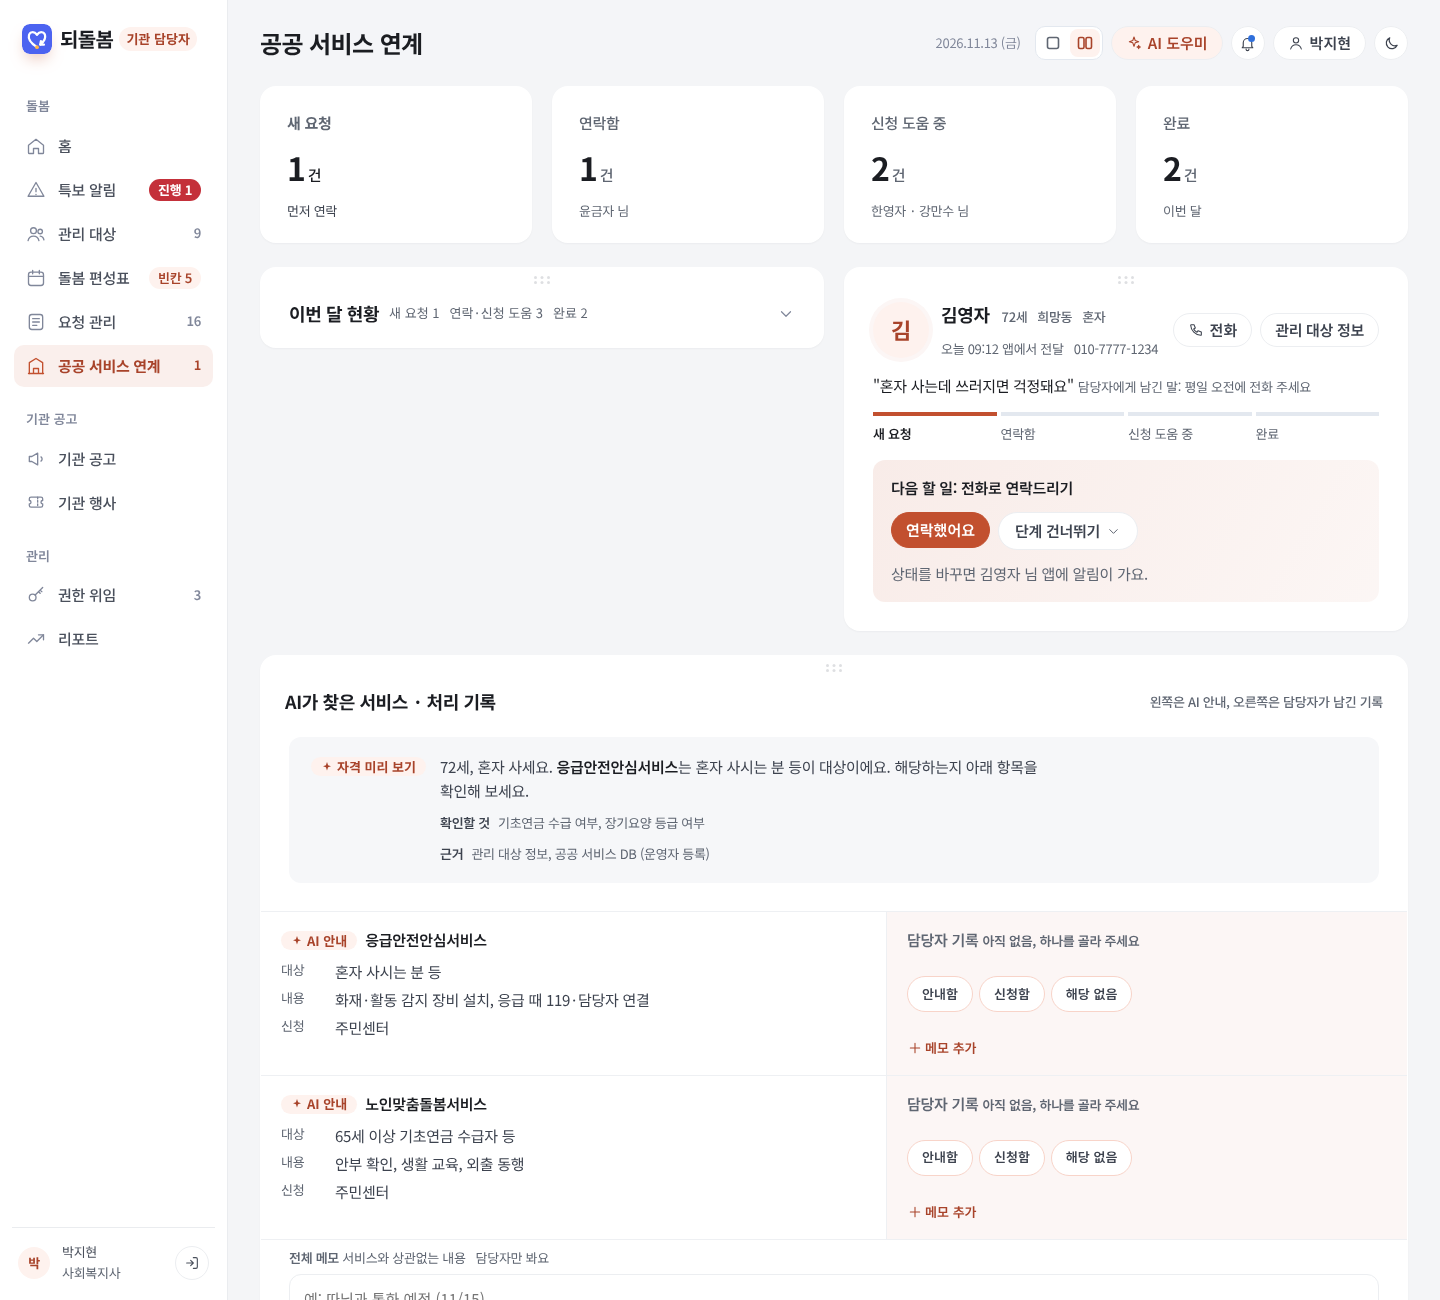 되돌봄 기관 담당자
돌봄
홈
특보 알림 진행 1
관리 대상 9
돌봄 편성표 빈칸 5
요청 관리 16
공공 서비스 연계 1
기관 공고
기관 공고
기관 행사
관리
권한 위임 3
리포트
박 박지현
사회복지사
공공 서비스 연계
2026.11.13 (금) AI 도우미 박지현
새 요청
1건
먼저 연락
연락함
1건
윤금자 님
신청 도움 중
2건
한영자 · 강만수 님
완료
2건
이번 달
이번 달 현황 새 요청 1 연락·신청 도움 3 완료 2
김 김영자 72세 희망동 혼자
오늘 09:12 앱에서 전달 010-7777-1234
전화 관리 대상 정보
"혼자 사는데 쓰러지면 걱정돼요" 담당자에게 남긴 말: 평일 오전에 전화 주세요
새 요청 연락함 신청 도움 중 완료
다음 할 일: 전화로 연락드리기
연락했어요 단계 건너뛰기
상태를 바꾸면 김영자 님 앱에 알림이 가요.
AI가 찾은 서비스 · 처리 기록 왼쪽은 AI 안내, 오른쪽은 담당자가 남긴 기록
자격 미리 보기 72세, 혼자 사세요. 응급안전안심서비스는 혼자 사시는 분 등이 대상이에요. 해당하는지 아래 항목을
확인해 보세요.
확인할 것 기초연금 수급 여부, 장기요양 등급 여부
근거 관리 대상 정보, 공공 서비스 DB (운영자 등록)
AI 안내 응급안전안심서비스
대상 혼자 사시는 분 등
내용 화재·활동 감지 장비 설치, 응급 때 119·담당자 연결
신청 주민센터
담당자 기록 아직 없음, 하나를 골라 주세요
안내함 신청함 해당 없음
메모 추가
AI 안내 노인맞춤돌봄서비스
대상 65세 이상 기초연금 수급자 등
내용 안부 확인, 생활 교육, 외출 동행
신청 주민센터
담당자 기록 아직 없음, 하나를 골라 주세요
안내함 신청함 해당 없음
메모 추가
전체 메모 서비스와 상관없는 내용 담당자만 봐요
예: 따님과 통화 예정 (11/15)